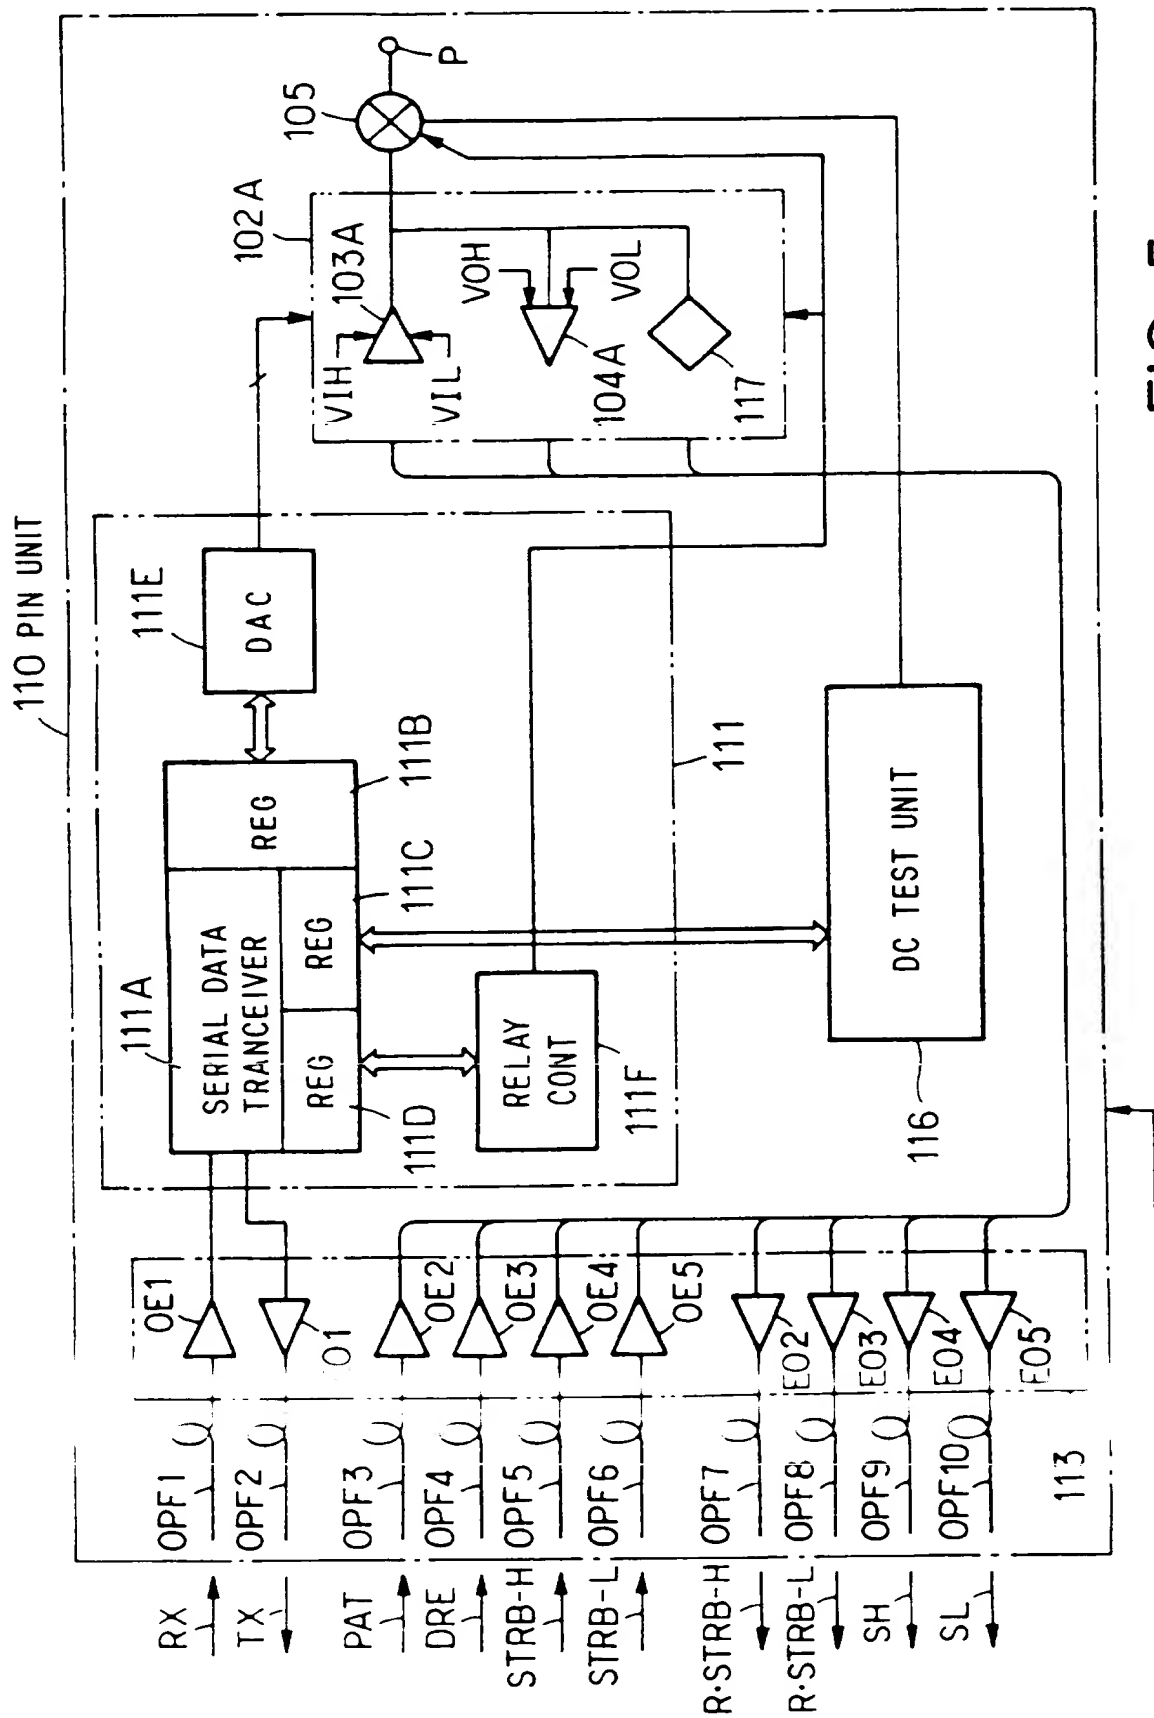 110 PIN UNIT
111A
SERIAL DATA
TRANCEIVER
REG
111B
REG
111C
REG
111D
111E
DAC
RELAY
CONT
111F
111
102A
103A
VIH
VIL
VOH
VOL
104A
117
105
P
DC TEST UNIT
116
OE1
OE2
OE3
OE4
OE5
EO2
EO3
EO4
EO5
RX OPF1
TX OPF2
PAT OPF3
DRE OPF4
STRB-H OPF5
STRB-L OPF6
R·STRB-H OPF7
R·STRB-L OPF8
SH OPF9
SL OPF10
113